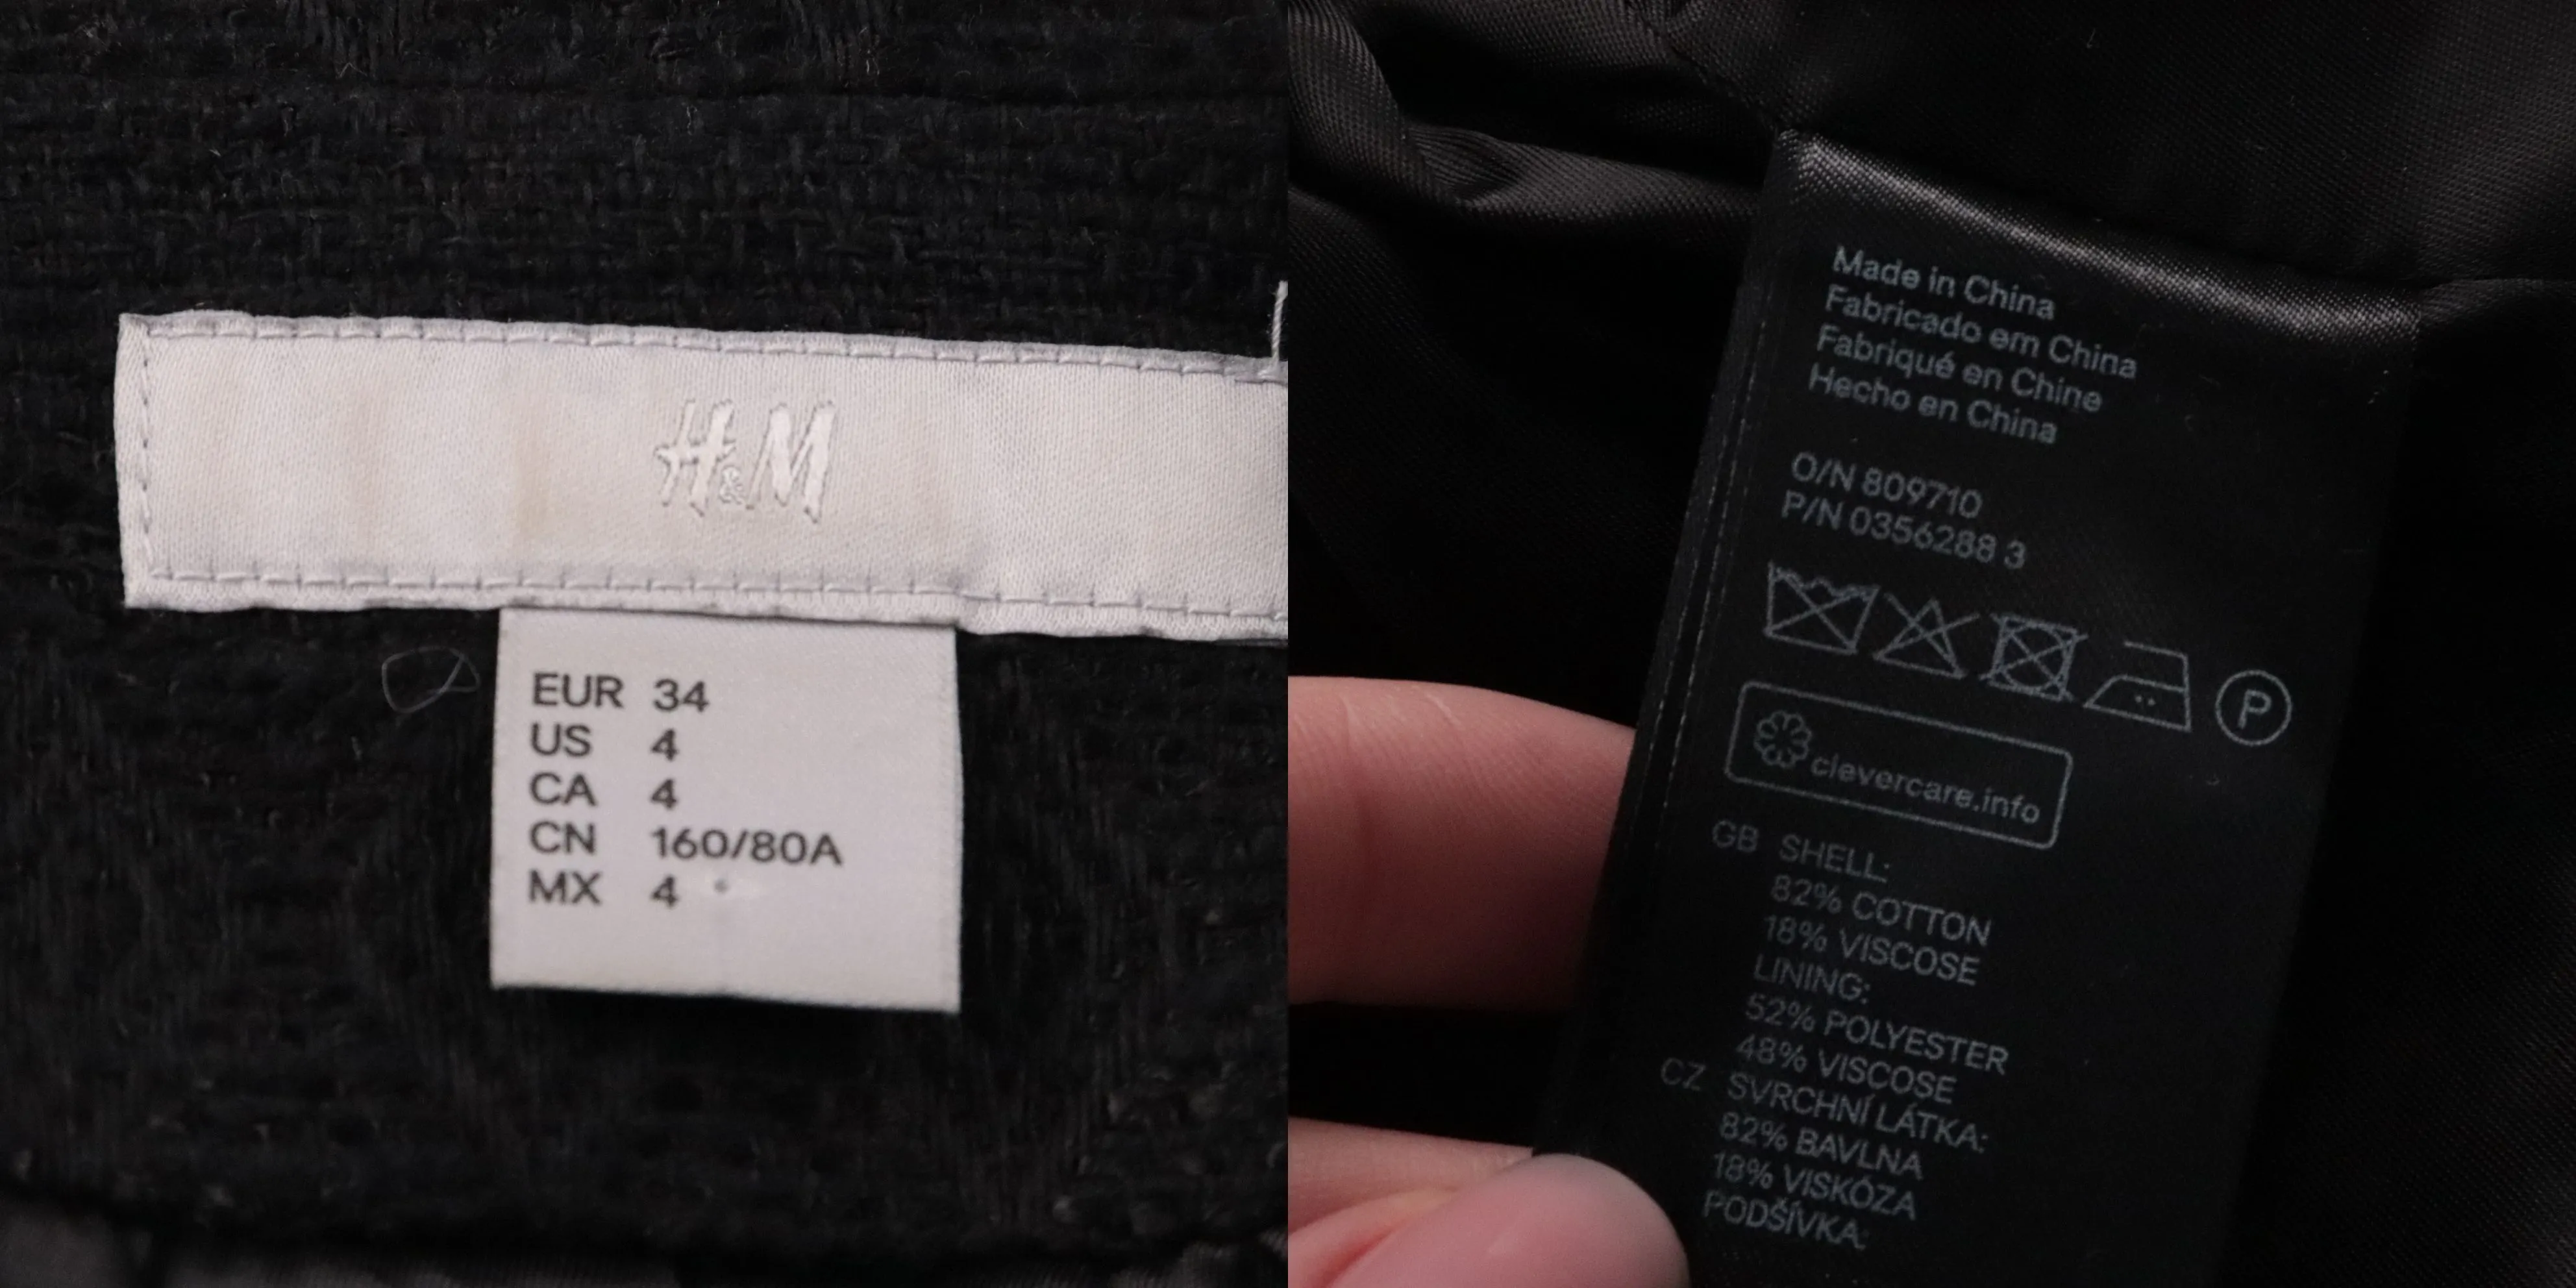 H&M
EUR 34
US 4
CA 4
CN 160/80A
MX 4
Made in China
Fabricado em China
Fabriqué en Chine
Hecho en China
O/N 809710
P/N 0356288 3
P
clevercare.info
GB SHELL:
82% COTTON
18% VISCOSE
LINING:
52% POLYESTER
48% VISCOSE
CZ SVRCHNÍ LÁTKA:
82% BAVLNA
18% VISKÓZA
PODŠÍVKA: